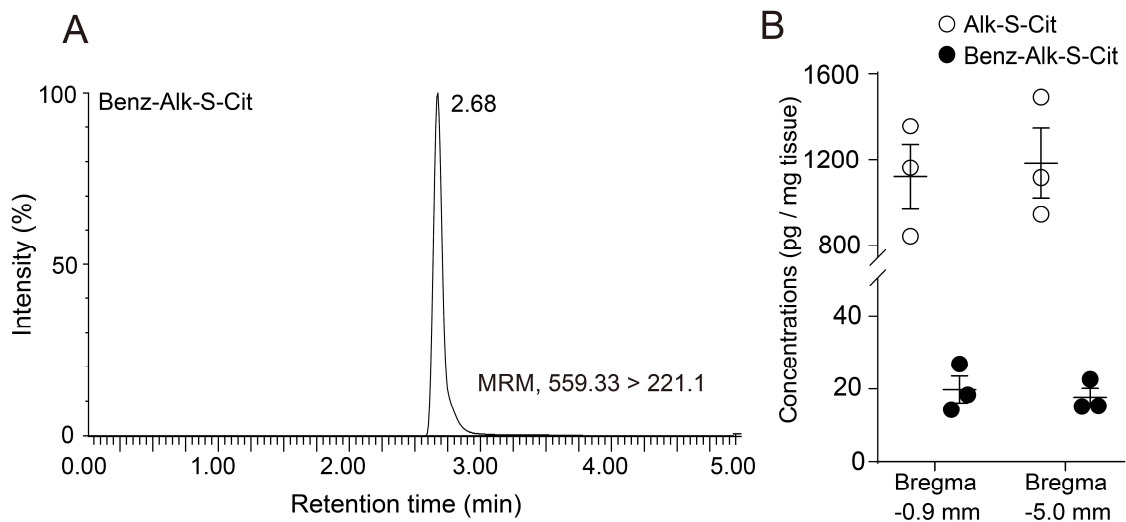 A
Benz-Alk-S-Cit
2.68
MRM, 559.33 > 221.1
Intensity (%)
100
50
0
0.00 1.00 2.00 3.00 4.00 5.00
Retention time (min)
B
Alk-S-Cit
Benz-Alk-S-Cit
Concentrations (pg / mg tissue)
1600
1200
800
40
20
0
Bregma
-0.9 mm
Bregma
-5.0 mm